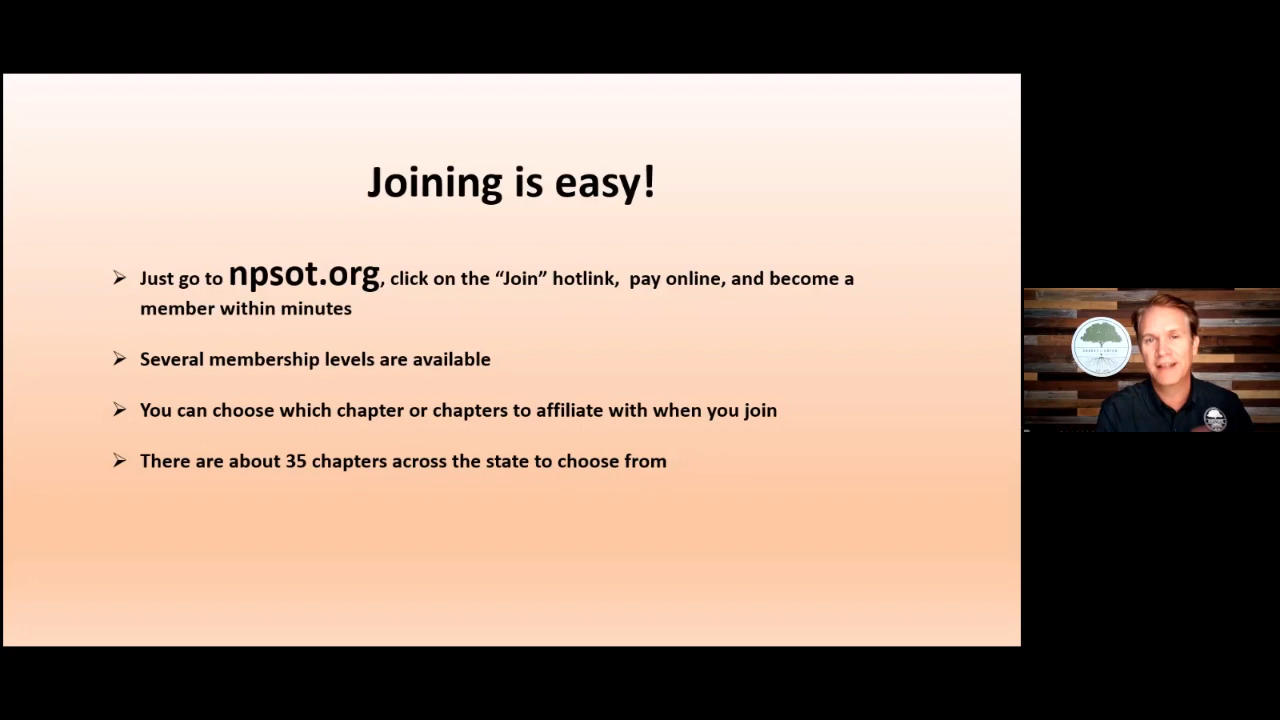 Joining is easy!
Just go to npsot.org, click on the “Join” hotlink,  pay online, and become a
member within minutes
Several membership levels are available
You can choose which chapter or chapters to affiliate with when you join
There are about 35 chapters across the state to choose from